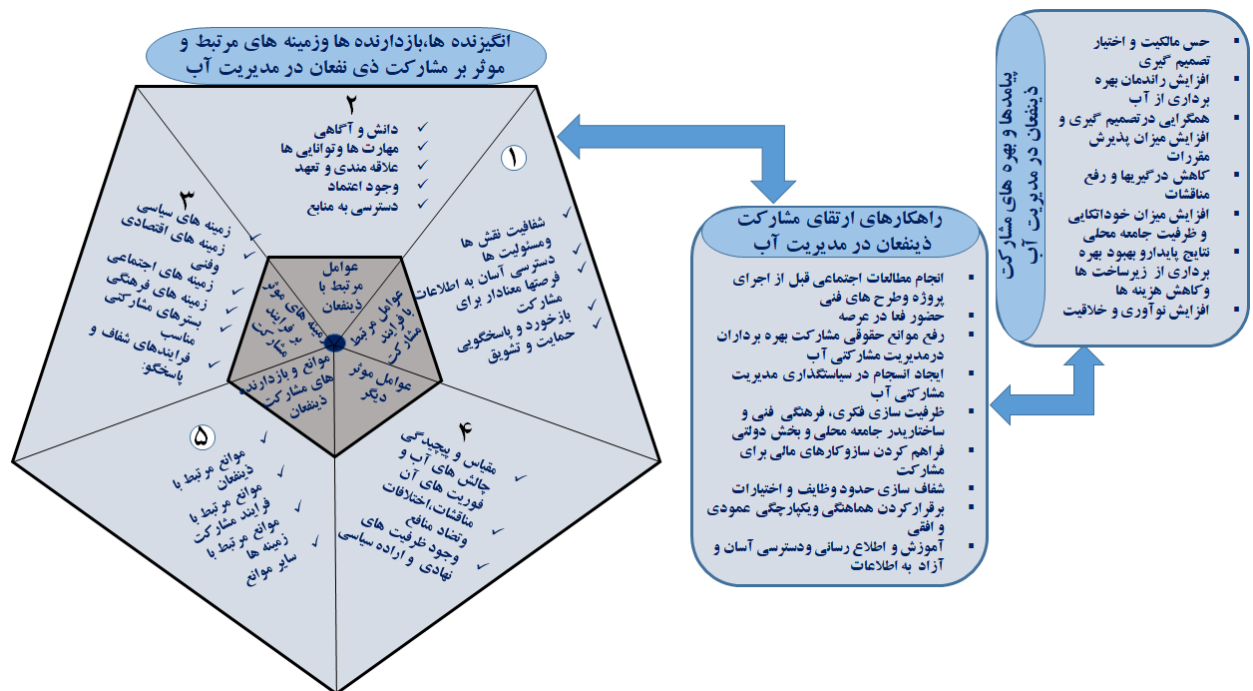 انگیزنده ها،بازدارنده ها وزمینه های مرتبط و
موثر بر مشارکت ذی نفعان در مدیریت آب
۱
شفافیت نقش ها
ومسئولیت ها
دسترسی آسان به اطلاعات
فرصتها معنادار برای
مشارکت
بازخورد و پاسخگویی
حمایت و تشویق
۲
دانش و آگاهی
مهارت ها وتوانایی ها
علاقه مندی و تعهد
وجود اعتماد
دسترسی به منابع
۳
زمینه های سیاسی
زمینه های اقتصادی
وفنی
زمینه های اجتماعی
زمینه های فرهنگی
بسترهای مشارکتی
مناسب
فرایندهای شفاف و
پاسخگو:
۴
مقیاس و پیچیدگی
چالش های آب و
فوریت های آن
مناقشات،اختلافات
وتضاد منافع
وجود ظرفیت های
نهادی و اراده سیاسی
۵
موانع مرتبط با
ذینفعان
موانع مرتبط با
فرایند مشارکت
موانع مرتبط با
زمینه ها
سایر موانع
عوامل
مرتبط با
ذینفعان
عوامل مرتبط
با فرایند
مشارکت
زمینه های موثر
بر فرایند
مشارکت
عوامل موثر
دیگر
موانع و بازدارنده
های مشارکت
ذینفعان
راهکارهای ارتقای مشارکت
ذینفعان در مدیریت آب
انجام مطالعات اجتماعی قبل از اجرای
پروژه وطرح های فنی
حضور فعا در عرصه
رفع موانع حقوقی مشارکت بهره برداران
درمدیریت مشارکتی آب
ایجاد انسجام در سیاستگذاری مدیریت
مشارکتی آب
ظرفیت سازی فکری، فرهنگی فنی و
ساختاریدر جامعه محلی و بخش دولتی
فراهم کردن سازوکارهای مالی برای
مشارکت
شفاف سازی حدود وظایف و اختیارات
برقرارکردن هماهنگی ویکپارچگی عمودی
و افقی
آموزش و اطلاع رسانی ودسترسی آسان و
آزاد به اطلاعات
پیامدها و بهره های مشارکت
ذینفعان در مدیریت آب
حس مالکیت و اختیار
تصمیم گیری
افزایش راندمان بهره
برداری از آب
همگرایی درتصمیم گیری و
افزایش میزان پذیرش
مقررات
کاهش درگیریها و رفع
مناقشات
افزایش میزان خوداتکایی
و ظرفیت جامعه محلی
نتایج پایدارو بهبود بهره
برداری از زیرساخت ها
وکاهش هزینه ها
افزایش نوآوری و خلاقیت